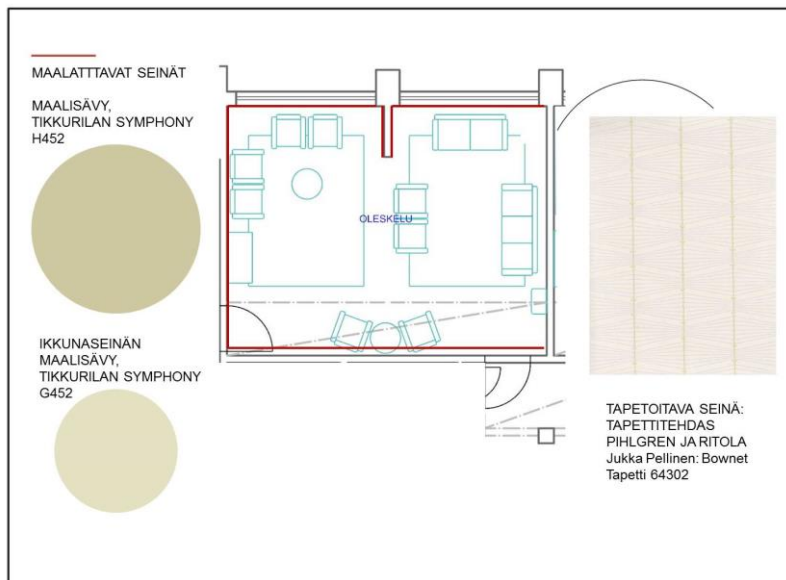 MAALATTTAVAT SEINÄT
MAALISÄVY,
TIKKURILAN SYMPHONY
H452
OLESKELU
IKKUNASEINÄN
MAALISÄVY,
TIKKURILAN SYMPHONY
G452
TAPETOITAVA SEINÄ:
TAPETTITEHDAS
PIHLGREN JA RITOLA
Jukka Pellinen: Bownet
Tapetti 64302